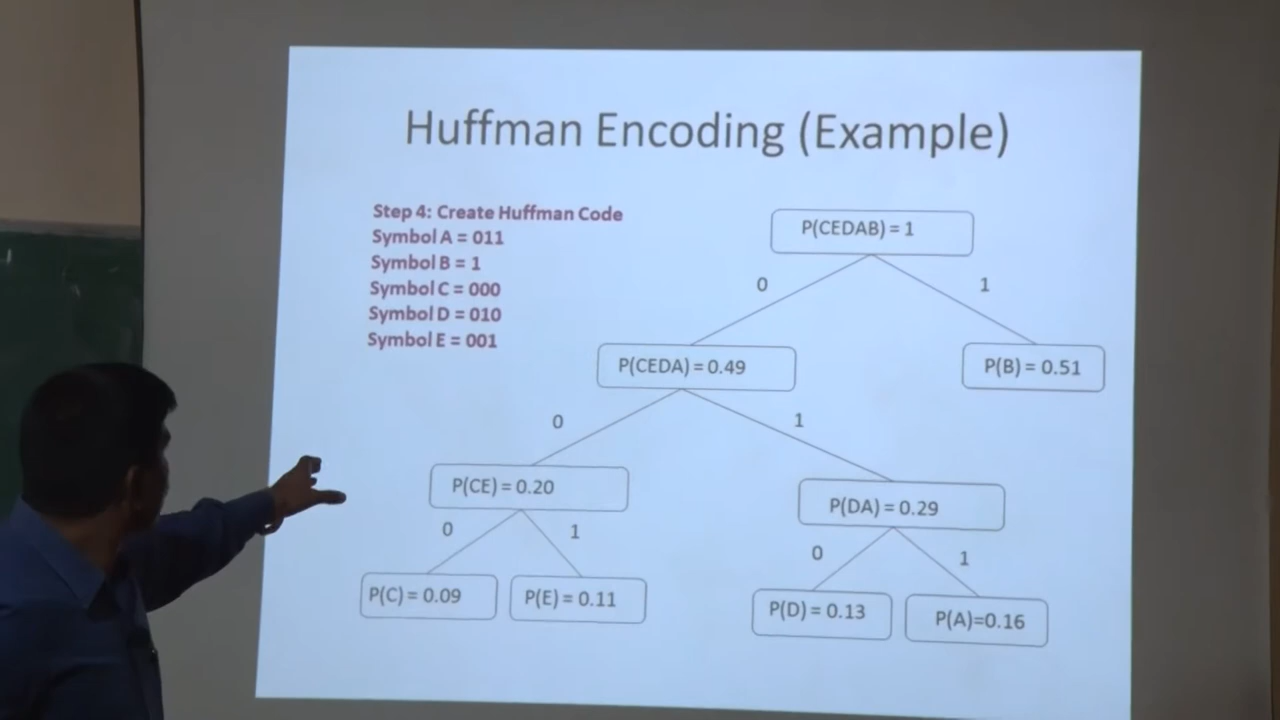 Huffman Encoding (Example)
Step 4: Create Huffman Code
Symbol A = 011
Symbol B = 1
Symbol C = 000
Symbol D = 010
Symbol E = 001
P(CEDAB) = 1
0
1
P(CEDA) = 0.49
P(B) = 0.51
0
1
P(CE) = 0.20
P(DA) = 0.29
0
1
0
1
P(C) = 0.09
P(E) = 0.11
P(D) = 0.13
P(A)=0.16